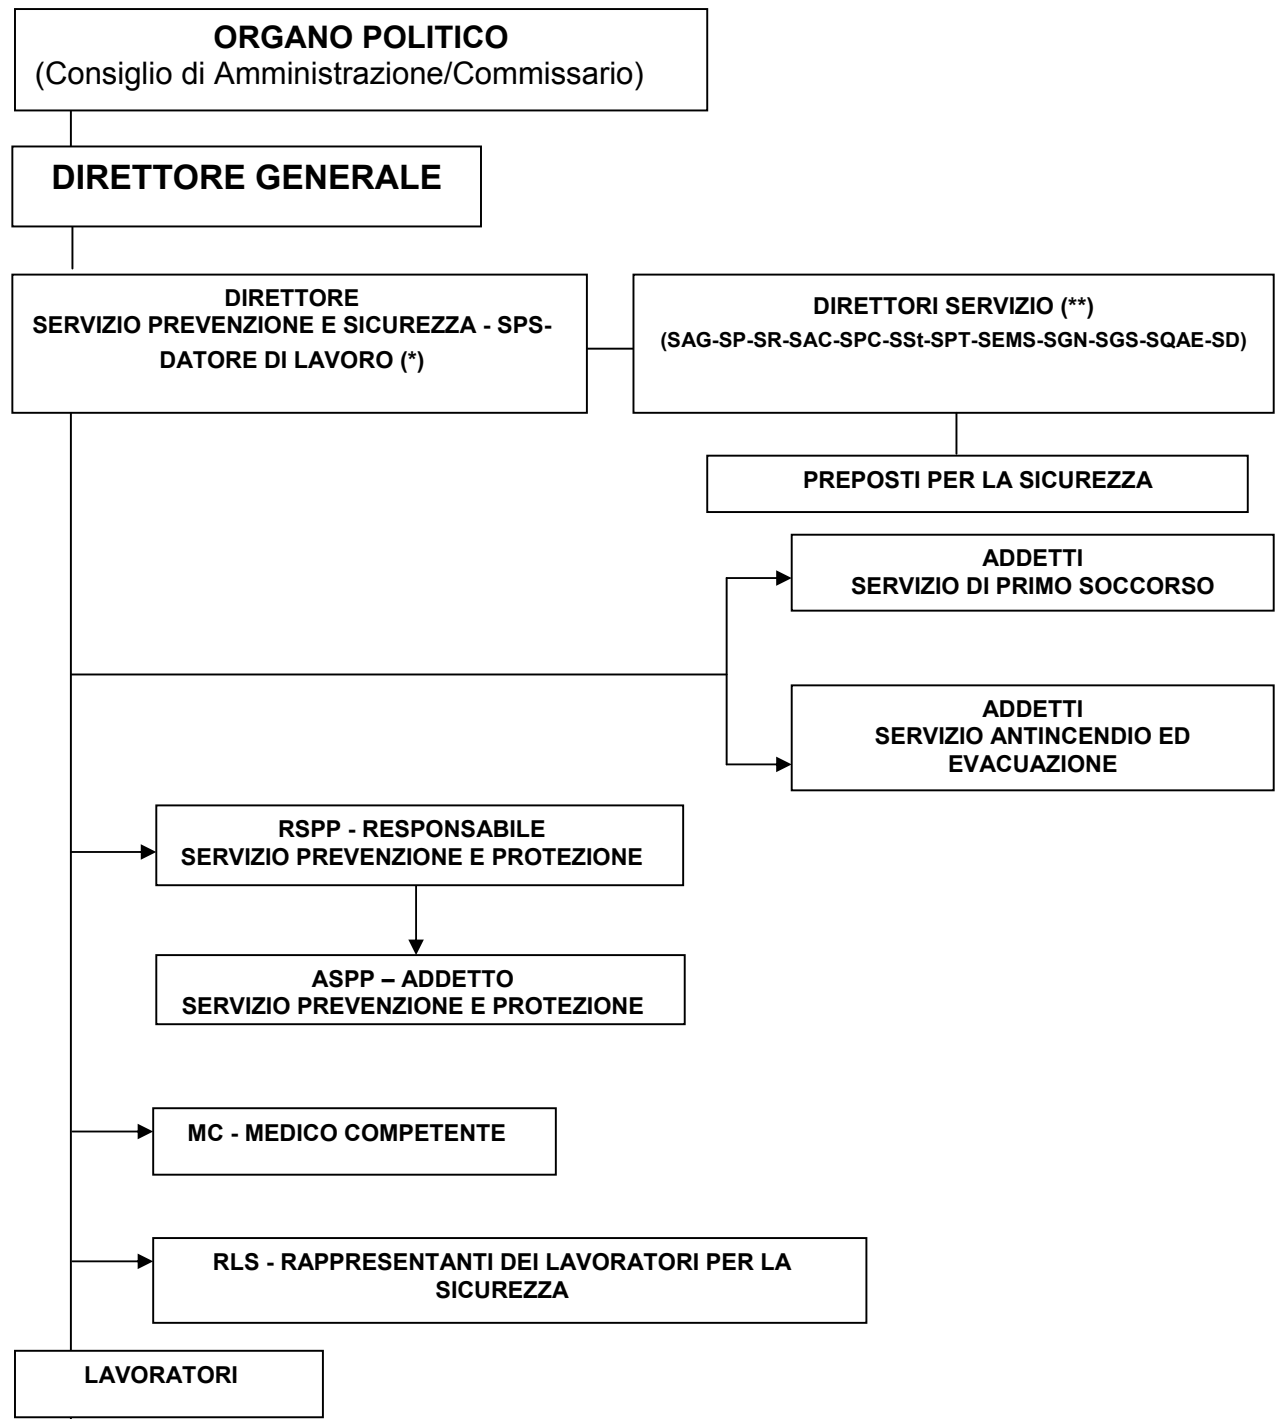 ORGANO POLITICO
(Consiglio di Amministrazione/Commissario)
DIRETTORE GENERALE
DIRETTORE
SERVIZIO PREVENZIONE E SICUREZZA - SPS-
DATORE DI LAVORO (*)
DIRETTORI SERVIZIO (**)
(SAG-SP-SR-SAC-SPC-SSt-SPT-SEMS-SGN-SGS-SQAE-SD)
PREPOSTI PER LA SICUREZZA
ADDETTI
SERVIZIO DI PRIMO SOCCORSO
ADDETTI
SERVIZIO ANTINCENDIO ED
EVACUAZIONE
RSPP - RESPONSABILE
SERVIZIO PREVENZIONE E PROTEZIONE
ASPP – ADDETTO
SERVIZIO PREVENZIONE E PROTEZIONE
MC - MEDICO COMPETENTE
RLS - RAPPRESENTANTI DEI LAVORATORI PER LA
SICUREZZA
LAVORATORI